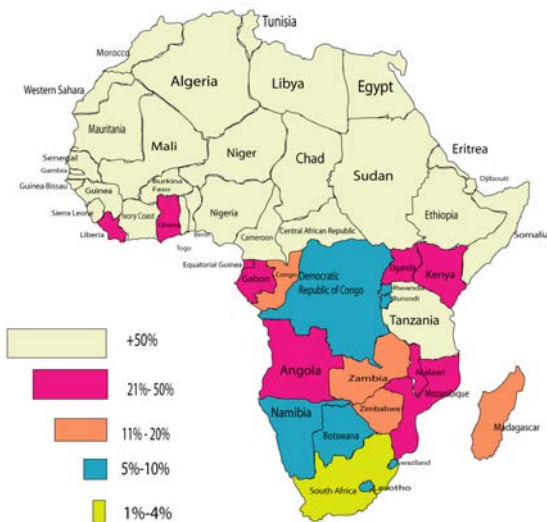 Tunisia
Morocco
Algeria
Libya
Egypt
Western Sahara
Mauritania
Mali
Niger
Chad
Sudan
Eritrea
Senegal
Gambia
Guinea Bissau
Guinea
Burkina
Faso
Djibouti
Sierra Leone
Ivory Coast
Ghana
Nigeria
Ethiopia
Somalia
Liberia
Togo
Benin
Cameroon
Central African Republic
Equatorial Guinea
Gabon
Congo
Democratic
Republic of Congo
Uganda
Kenya
Rwanda
Burundi
Tanzania
Angola
Zambia
Malawi
Mozambique
Zimbabwe
Madagascar
Namibia
Botswana
Swaziland
South Africa
Lesotho
+50%
21%- 50%
11% - 20%
5%-10%
1%-4%